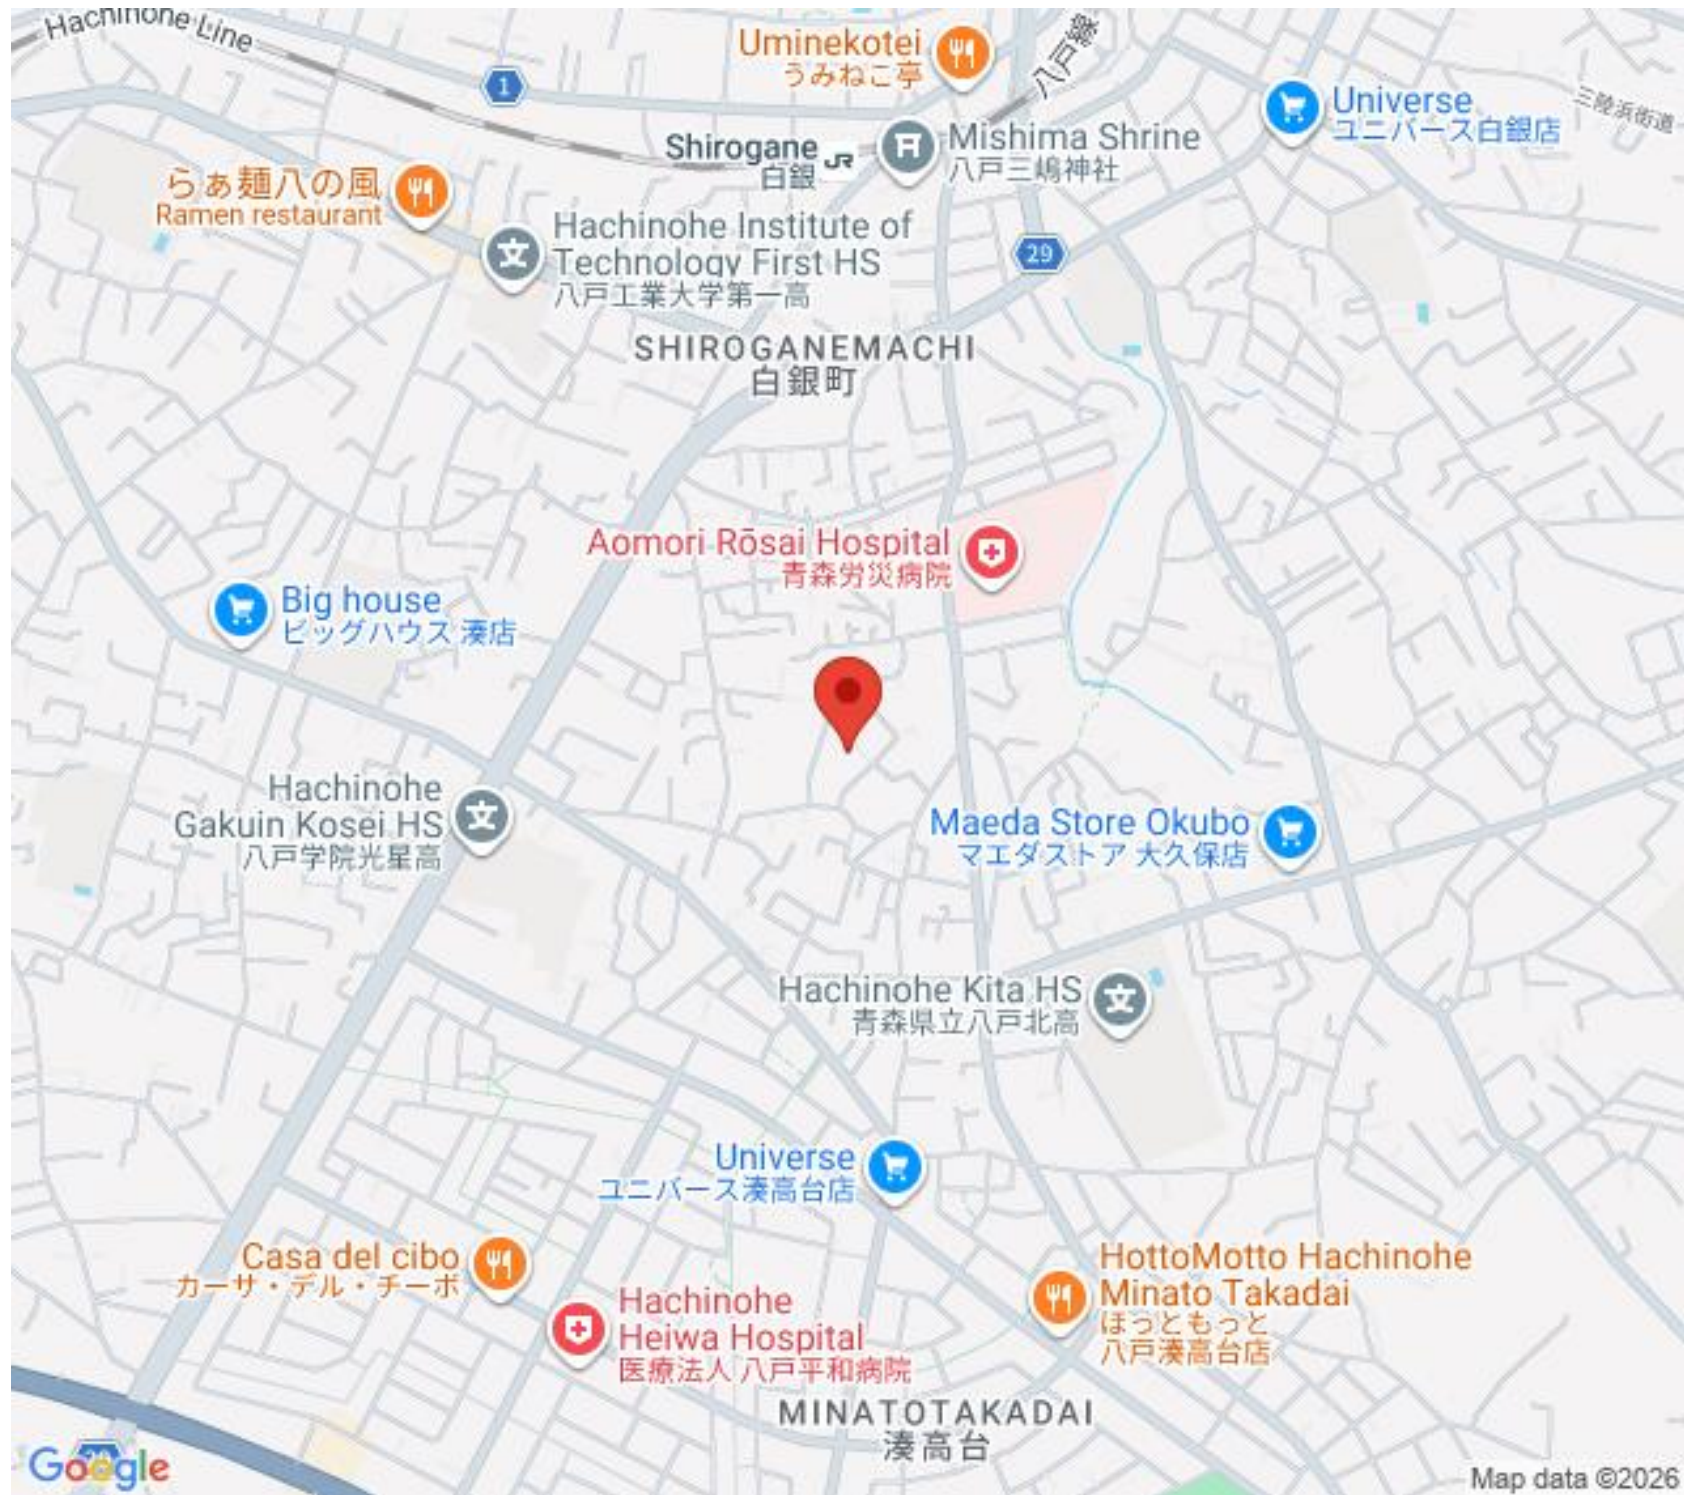 Hachinohe Line
Uminekotei
うみねこ亭
八戸線
1
Universe
ユニバース白銀店
三陸浜街道
Shirogane
白銀
JR
Mishima Shrine
八戸三嶋神社
らぁ麺八の風
Ramen restaurant
Hachinohe Institute of
Technology First HS
八戸工業大学第一高
29
SHIROGANEMACHI
白銀町
Aomori Rōsai Hospital
青森労災病院
Big house
ビッグハウス 湊店
Hachinohe
Gakuin Kosei HS
八戸学院光星高
Maeda Store Okubo
マエダストア 大久保店
Hachinohe Kita HS
青森県立八戸北高
Universe
ユニバース湊高台店
Casa del cibo
カーサ・デル・チーボ
HottoMotto Hachinohe
Minato Takadai
ほっともっと
八戸湊高台店
Hachinohe
Heiwa Hospital
医療法人 八戸平和病院
MINATOTAKADAI
湊高台
Google
Map data ©2026